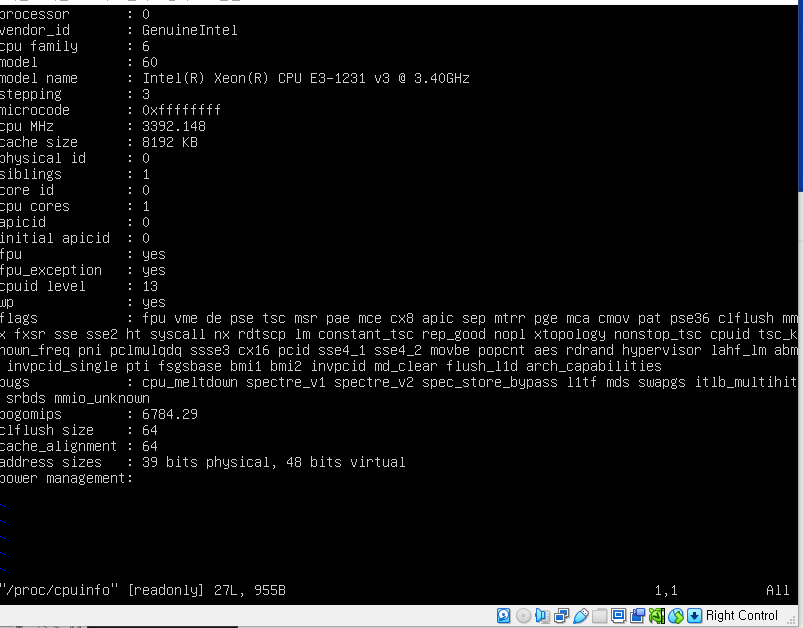 processor : 0
vendor_id : GenuineIntel
cpu family : 6
model : 60
model name : Intel(R) Xeon(R) CPU E3-1231 v3 @ 3.40GHz
stepping : 3
microcode : 0xffffffff
cpu MHz : 3392.148
cache size : 8192 KB
physical id : 0
siblings : 1
core id : 0
cpu cores : 1
apicid : 0
initial apicid : 0
fpu : yes
fpu_exception : yes
cpuid level : 13
wp : yes
flags : fpu vme de pse tsc msr pae mce cx8 apic sep mtrr pge mca cmov pat pse36 clflush mm
x fxsr sse sse2 ht syscall nx rdtscp lm constant_tsc rep_good nopl xtopology nonstop_tsc cpuid tsc_k
nown_freq pni pclmulqdq ssse3 cx16 pcid sse4_1 sse4_2 movbe popcnt aes rdrand hypervisor lahf_lm abm
invpcid_single pti fsgsbase bmi1 bmi2 invpcid md_clear flush_l1d arch_capabilities
bugs : cpu_meltdown spectre_v1 spectre_v2 spec_store_bypass l1tf mds swapgs itlb_multihit
srbds mmio_unknown
bogomips : 6784.29
clflush size : 64
cache_alignment : 64
address sizes : 39 bits physical, 48 bits virtual
power management:
~
~
~
~
~
"/proc/cpuinfo" [readonly] 27L, 955B 1,1 All
Right Control